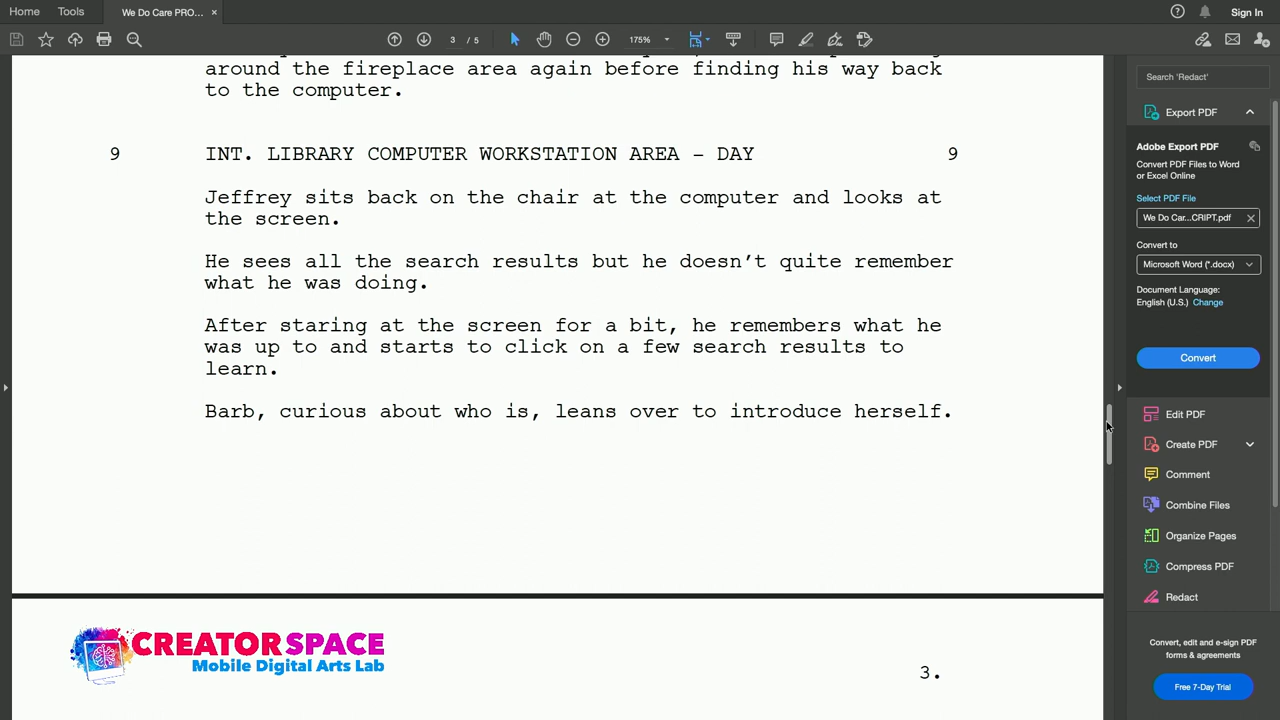 Home
Tools
We Do Care PRO... ×
Sign In
3 / 5
175%
around the fireplace area again before finding his way back
to the computer.
9 INT. LIBRARY COMPUTER WORKSTATION AREA – DAY 9
Jeffrey sits back on the chair at the computer and looks at
the screen.
He sees all the search results but he doesn’t quite remember
what he was doing.
After staring at the screen for a bit, he remembers what he
was up to and starts to click on a few search results to
learn.
Barb, curious about who is, leans over to introduce herself.
CREATOR SPACE
Mobile Digital Arts Lab
3.
Search 'Redact'
Export PDF
Adobe Export PDF
Convert PDF Files to Word
or Excel Online
Select PDF File
We Do Car...CRIPT.pdf
Convert to
Microsoft Word (*.docx)
Document Language:
English (U.S.) Change
Convert
Edit PDF
Create PDF
Comment
Combine Files
Organize Pages
Compress PDF
Redact
Convert, edit and e-sign PDF
forms & agreements
Free 7-Day Trial